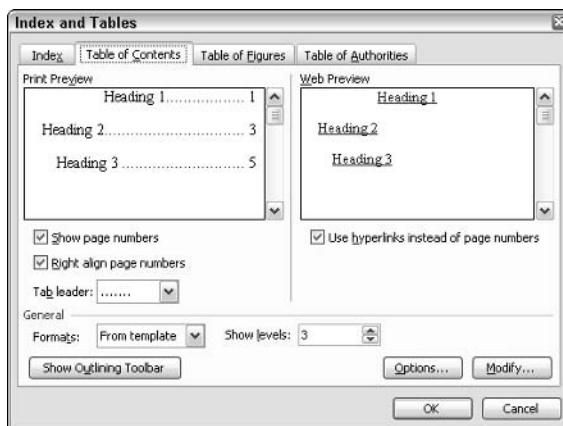 Index and Tables
Index Table of Contents Table of Figures Table of Authorities
Print Preview
Heading 1.................... 1
Heading 2................................... 3
Heading 3................................ 5
Web Preview
Heading 1
Heading 2
Heading 3
Show page numbers
Right align page numbers
Tab leader: .......
Use hyperlinks instead of page numbers
General
Formats: From template Show levels: 3
Show Outlining Toolbar Options... Modify...
OK Cancel